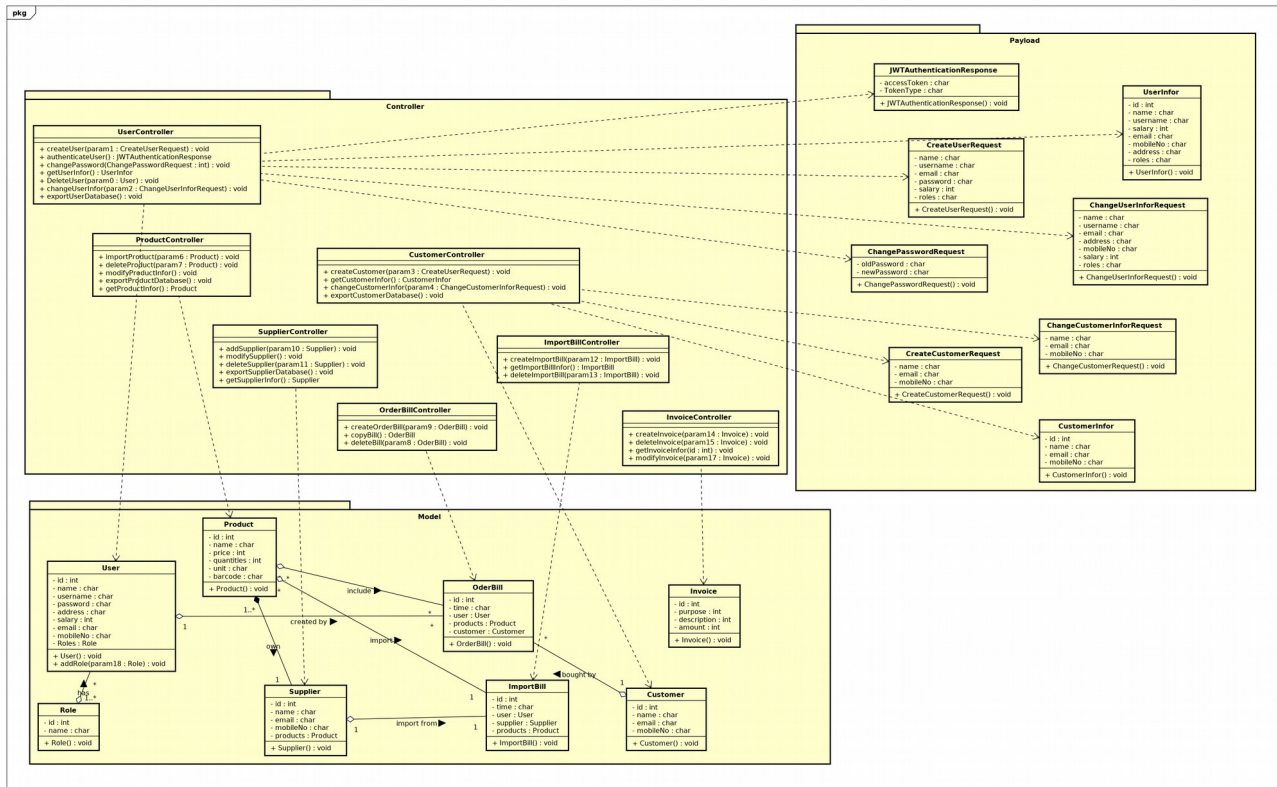 pkg
Controller
UserController
+ createUser(param1 : CreateUserRequest) : void
+ authenticateUser() : JWTAuthenticationResponse
+ changePassword(ChangePasswordRequest : int) : void
+ getUserInfor() : UserInfor
+ DeleteUser(param0 : User) : void
+ changeUserInfor(param2 : ChangeUserInforRequest) : void
+ exportUserDatabase() : void
ProductController
+ importProduct(param6 : Product) : void
+ deleteProduct(param7 : Product) : void
+ modifyProductInfor() : void
+ exportProductDatabase() : void
+ getProductInfor() : Product
CustomerController
+ createCustomer(param3 : CreateUserRequest) : void
+ getCustomerInfor() : CustomerInfor
+ changeCustomerInfor(param4 : ChangeCustomerInforRequest) : void
+ exportCustomerDatabase() : void
SupplierController
+ addSupplier(param10 : Supplier) : void
+ modifySupplier() : void
+ deleteSupplier(param11 : Supplier) : void
+ exportSupplierDatabase() : void
+ getSupplierInfor() : Supplier
ImportBillController
+ createImportBill(param12 : ImportBill) : void
+ getImportBillInfor() : ImportBill
+ deleteImportBill(param13 : ImportBill) : void
OrderBillController
+ createOrderBill(param9 : OderBill) : void
+ copyBill() : OderBill
+ deleteBill(param8 : OderBill) : void
InvoiceController
+ createInvoice(param14 : Invoice) : void
+ deleteInvoice(param15 : Invoice) : void
+ getInvoiceInfor(id : int) : void
+ modifyInvoice(param17 : Invoice) : void
Payload
JWTAuthenticationResponse
- accessToken : char
- TokenType : char
+ JWTAuthenticationResponse() : void
UserInfor
- id : int
- name : char
- username : char
- salary : int
- email : char
- mobileNo : char
- address : char
- roles : char
+ UserInfor() : void
CreateUserRequest
- name : char
- username : char
- email : char
- password : char
- salary : int
- roles : char
+ CreateUserRequest() : void
ChangeUserInforRequest
- name : char
- username : char
- email : char
- address : char
- mobileNo : char
- salary : int
- roles : char
+ ChangeUserInforRequest() : void
ChangePasswordRequest
- oldPassword : char
- newPassword : char
+ ChangePasswordRequest() : void
ChangeCustomerInforRequest
- name : char
- email : char
- mobileNo : char
+ ChangeCustomerRequest() : void
CreateCustomerRequest
- name : char
- email : char
- mobileNo : char
+ CreateCustomerRequest() : void
CustomerInfor
- id : int
- name : char
- email : char
- mobileNo : char
+ CustomerInfor() : void
Model
Product
- id : int
- name : char
- price : int
- quantities : int
- unit : char
- barcode : char
+ Product() : void
User
- id : int
- name : char
- username : char
- password : char
- address : char
- salary : int
- email : char
- mobileNo : char
- Roles : Role
+ User() : void
+ addRole(param18 : Role) : void
OderBill
- id : int
- time : char
- user : User
- products : Product
- customer : Customer
+ OrderBill() : void
Invoice
- id : int
- purpose : int
- description : int
- amount : int
+ Invoice() : void
Role
- id : int
- name : char
+ Role() : void
Supplier
- id : int
- name : char
- email : char
- mobileNo : char
- products : Product
+ Supplier() : void
ImportBill
- id : int
- time : char
- user : User
- supplier : Supplier
- products : Product
+ ImportBill() : void
Customer
- id : int
- name : char
- email : char
- mobileNo : char
+ Customer() : void
include
*
*
1..*
created by
1
*
*
import
1
own
1
has
*
1..*
import from
1
1
bought by
*
1